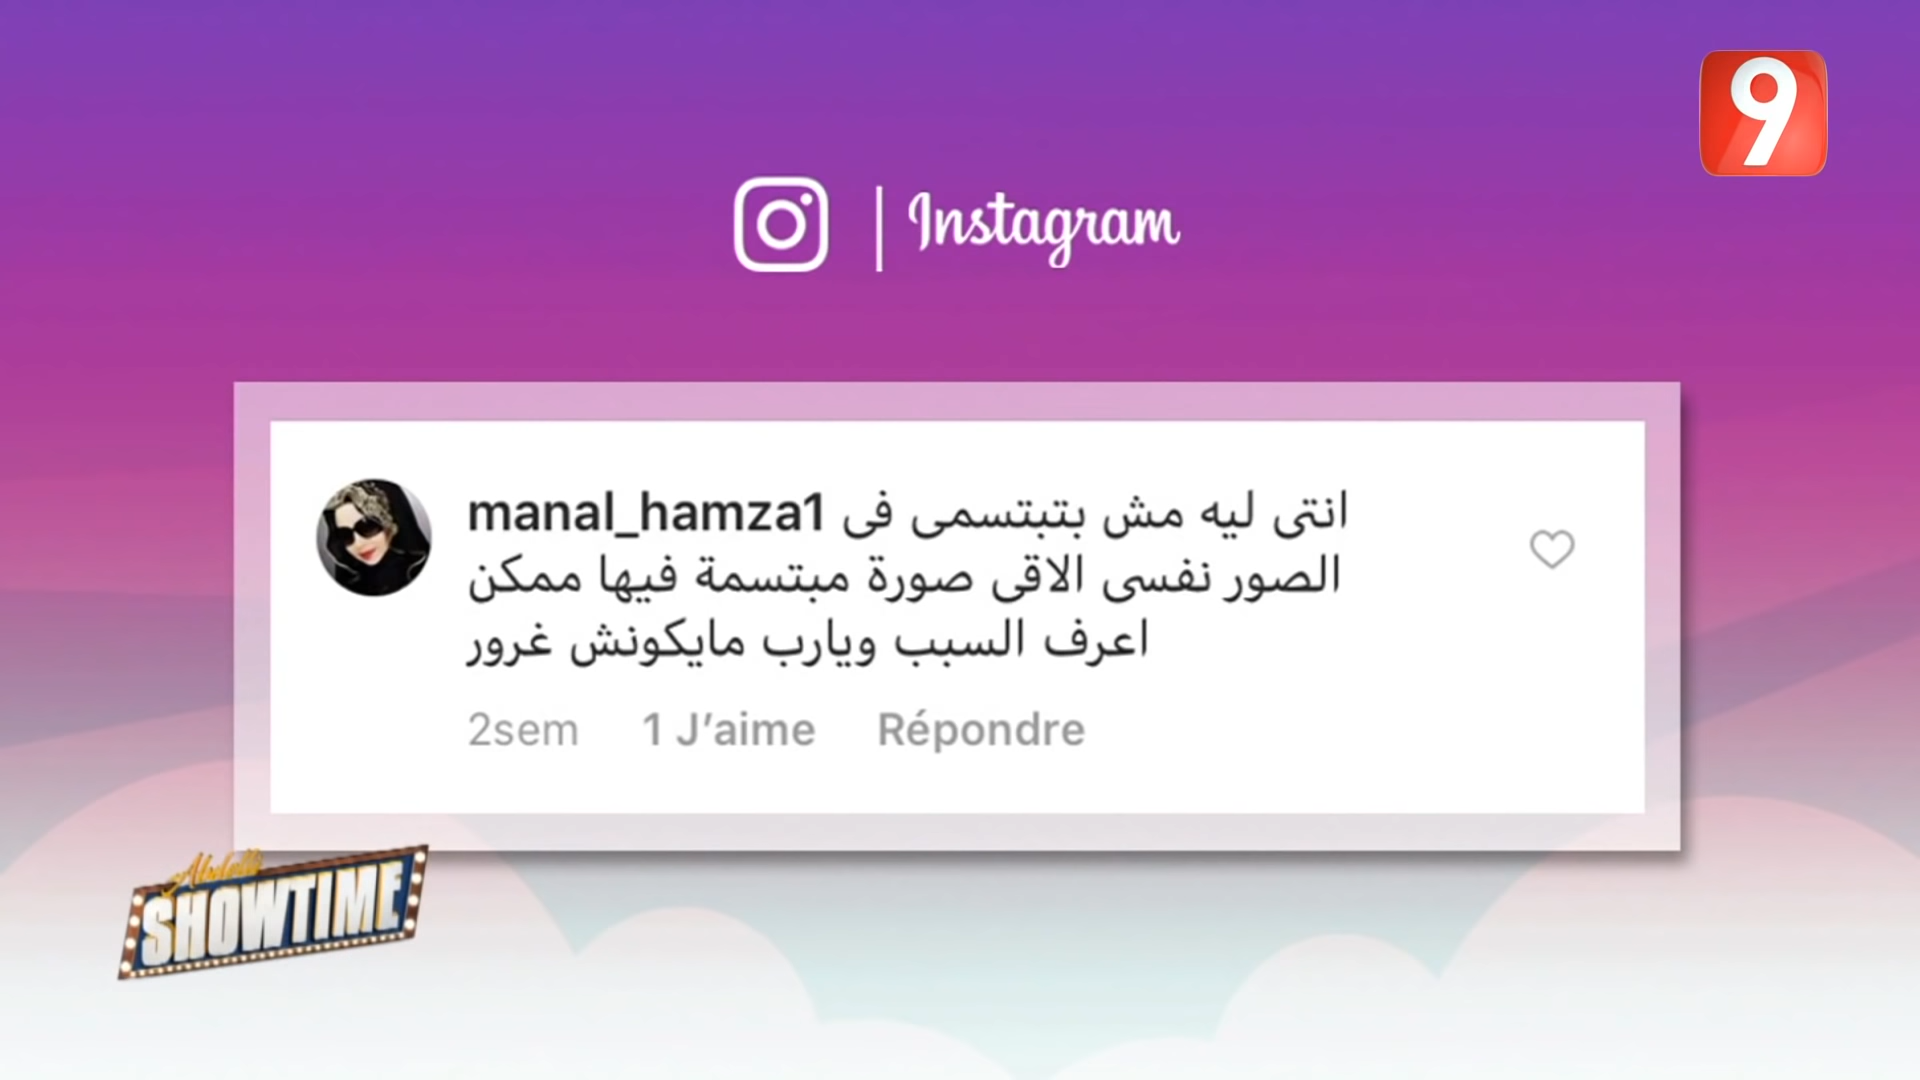 9
Instagram
manal_hamza1 انتى ليه مش بتبتسمى فى
الصور نفسى الاقى صورة مبتسمة فيها ممكن
اعرف السبب ويارب مايكونش غرور
2sem 1 J’aime Répondre
Abdelli
SHOWTIME